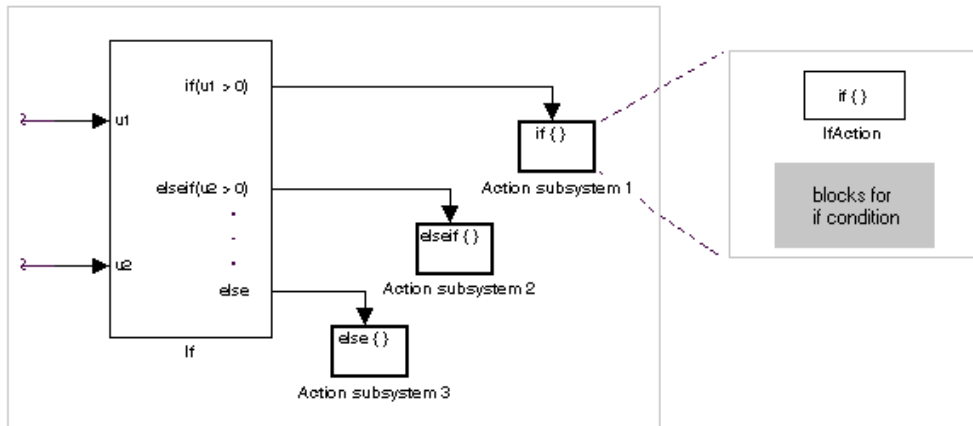 if(u1 > 0)
u1
if { }
Action subsystem 1
elseif(u2 > 0)
elseif { }
Action subsystem 2
u2
else
else { }
Action subsystem 3
If
if { }
IfAction
blocks for
if condition